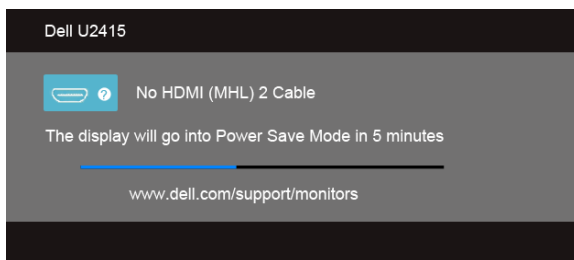 Dell U2415
No HDMI (MHL) 2 Cable
The display will go into Power Save Mode in 5 minutes
www.dell.com/support/monitors